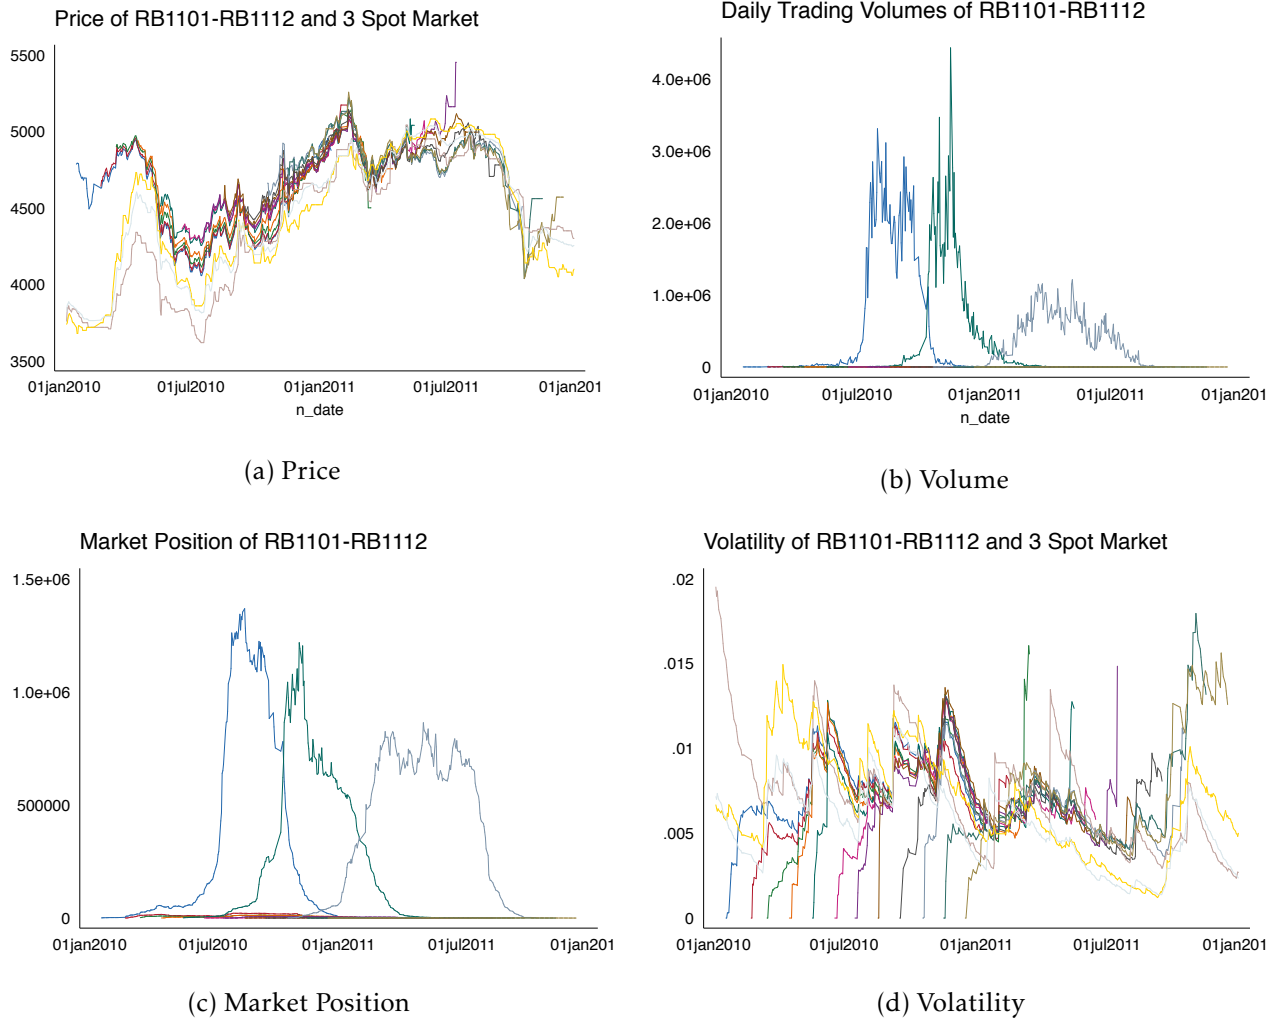 Price of RB1101-RB1112 and 3 Spot Market
5500
5000
4500
4000
3500
01jan2010 01jul2010 01jan2011 01jul2011 01jan201
n_date
(a) Price
Daily Trading Volumes of RB1101-RB1112
4.0e+06
3.0e+06
2.0e+06
1.0e+06
0
01jan2010 01jul2010 01jan2011 01jul2011 01jan201
n_date
(b) Volume
Market Position of RB1101-RB1112
1.5e+06
1.0e+06
500000
0
01jan2010 01jul2010 01jan2011 01jul2011 01jan201
(c) Market Position
Volatility of RB1101-RB1112 and 3 Spot Market
.02
.015
.01
.005
0
01jan2010 01jul2010 01jan2011 01jul2011 01jan201
(d) Volatility